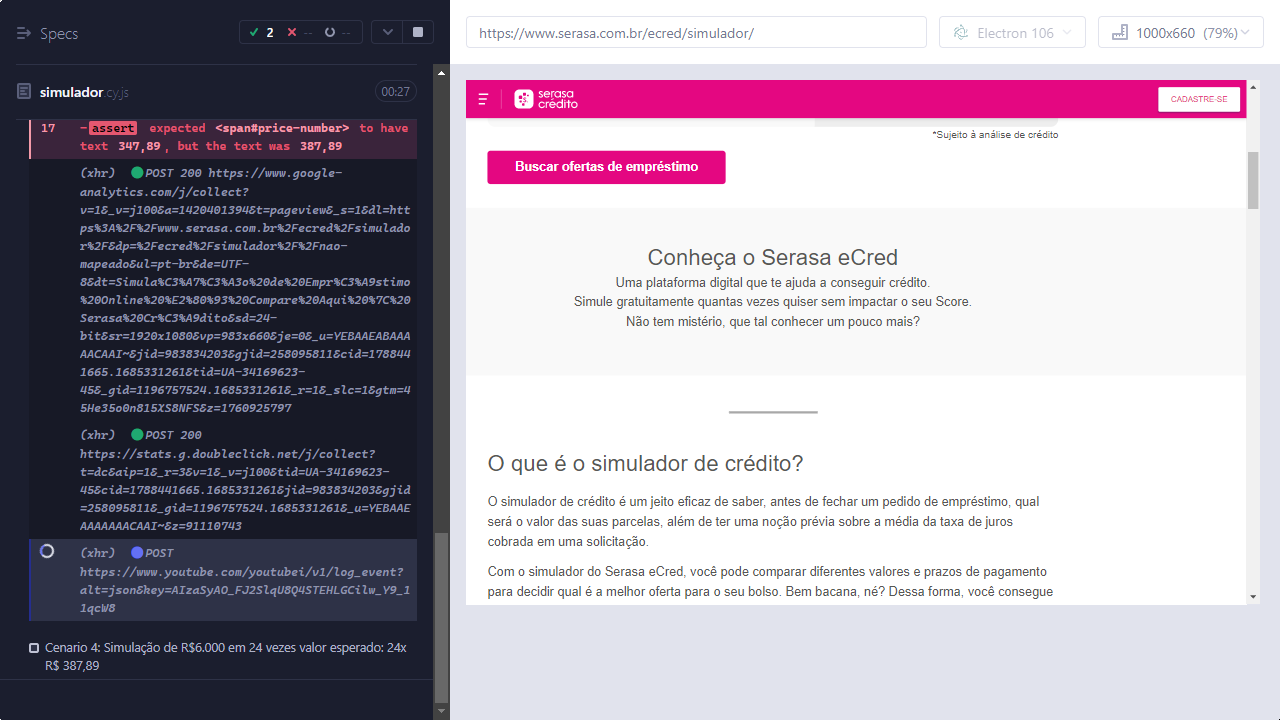 Specs
2
--
--
simulador.cy.js
00:27
17 -assert expected <span#price-number> to have
text 347,89, but the text was 387,89
(xhr) POST 200 https://www.google-
analytics.com/j/collect?
v=1&_v=j100&a=1420401394&t=pageview&_s=1&dl=htt
ps%3A%2F%2Fwww.serasa.com.br%2Fecred%2Fsimulado
r%2F&dp=%2Fecred%2Fsimulador%2F%2Fnao-
mapeado&ul=pt-br&de=UTF-
8&dt=Simula%C3%A7%C3%A3o%20de%20Empr%C3%A9stimo
%20Online%20%E2%80%93%20Compare%20Aqui%20%7C%20
Serasa%20Cr%C3%A9dito&sd=24-
bit&sr=1920x1080&vp=983x660&je=0&_u=YEBAAEABAAAA
AACAAI~&jid=983834203&gjid=258095811&cid=178844
1665.1685331261&tid=UA-34169623-
45&_gid=1196757524.1685331261&_r=1&_slc=1&gtm=4
5He35o0n815XS8NFS&z=1760925797
(xhr) POST 200
https://stats.g.doubleclick.net/j/collect?
t=dc&aip=1&_r=3&v=1&_v=j100&tid=UA-34169623-
45&cid=1788441665.1685331261&jid=983834203&gjid
=258095811&_gid=1196757524.1685331261&_u=YEBAAE
AAAAAAACAAI~&z=91110743
(xhr) POST
https://www.youtube.com/youtubei/v1/log_event?
alt=json&key=AIzaSyAO_FJ2SlqU8Q4STEHLGCilw_Y9_1
1qcW8
Cenario 4: Simulação de R$6.000 em 24 vezes valor esperado: 24x
R$ 387,89
https://www.serasa.com.br/ecred/simulador/
Electron 106
1000x660 (79%)
serasa
crédito
CADASTRE-SE
*Sujeito à análise de crédito
Buscar ofertas de empréstimo
Conheça o Serasa eCred
Uma plataforma digital que te ajuda a conseguir crédito.
Simule gratuitamente quantas vezes quiser sem impactar o seu Score.
Não tem mistério, que tal conhecer um pouco mais?
O que é o simulador de crédito?
O simulador de crédito é um jeito eficaz de saber, antes de fechar um pedido de empréstimo, qual
será o valor das suas parcelas, além de ter uma noção prévia sobre a média da taxa de juros
cobrada em uma solicitação.
Com o simulador do Serasa eCred, você pode comparar diferentes valores e prazos de pagamento
para decidir qual é a melhor oferta para o seu bolso. Bem bacana, né? Dessa forma, você consegue